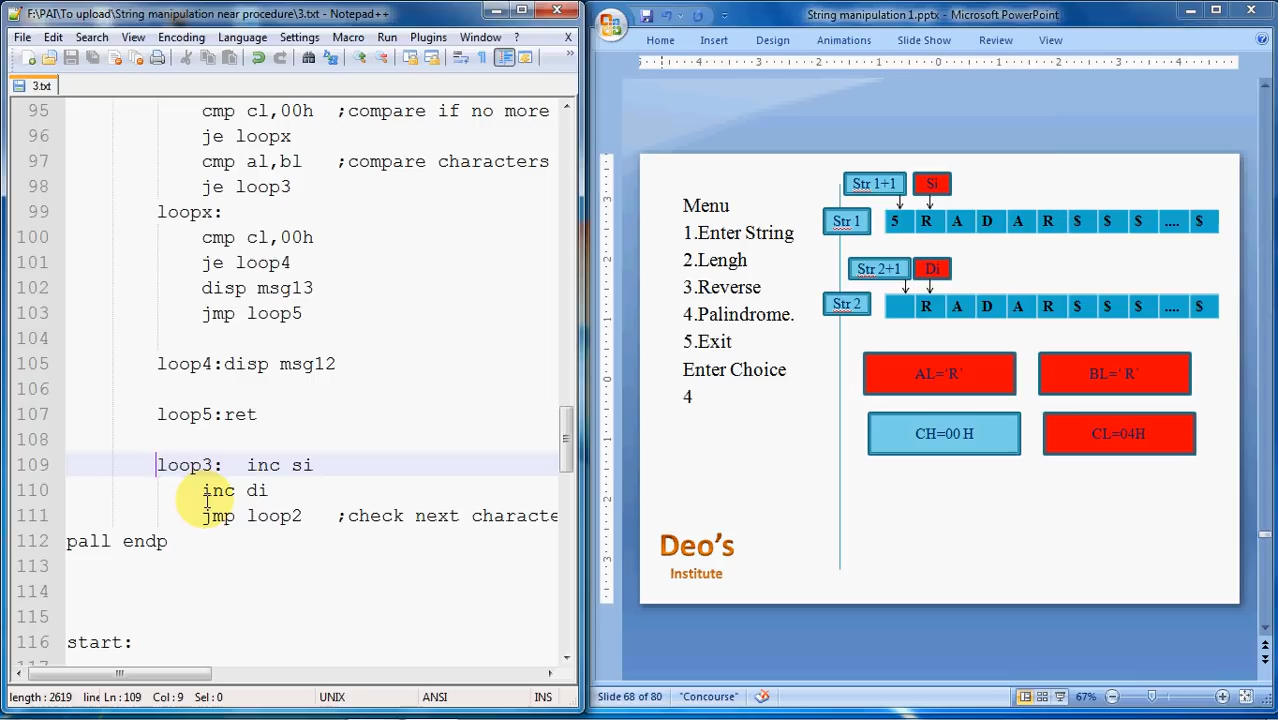 F:\PAI\To upload\String manipulation near procedure\3.txt - Notepad++
File Edit Search View Encoding Language Settings Macro Run Plugins Window ? X
3.txt
95 cmp cl,00h ;compare if no more
96 je loopx
97 cmp al,bl ;compare characters
98 je loop3
99 loopx:
100 cmp cl,00h
101 je loop4
102 disp msg13
103 jmp loop5
104
105 loop4:disp msg12
106
107 loop5:ret
108
109 loop3: inc si
110 inc di
111 jmp loop2 ;check next characte
112 pall endp
113
114
115
116 start:
length : 2619 line Ln : 109 Col : 9 Sel : 0 UNIX ANSI INS
String manipulation 1.pptx - Microsoft PowerPoint
Home Insert Design Animations Slide Show Review View
Menu
1.Enter String
2.Lengh
3.Reverse
4.Palindrome.
5.Exit
Enter Choice
4
Str 1+1 Si
Str 1 5 R A D A R $ $ $ .... $
Str 2+1 Di
Str 2 R A D A R $ $ $ .... $
AL='R' BL='R'
CH=00 H CL=04H
Deo's
Institute
Slide 68 of 80 "Concourse" 67%